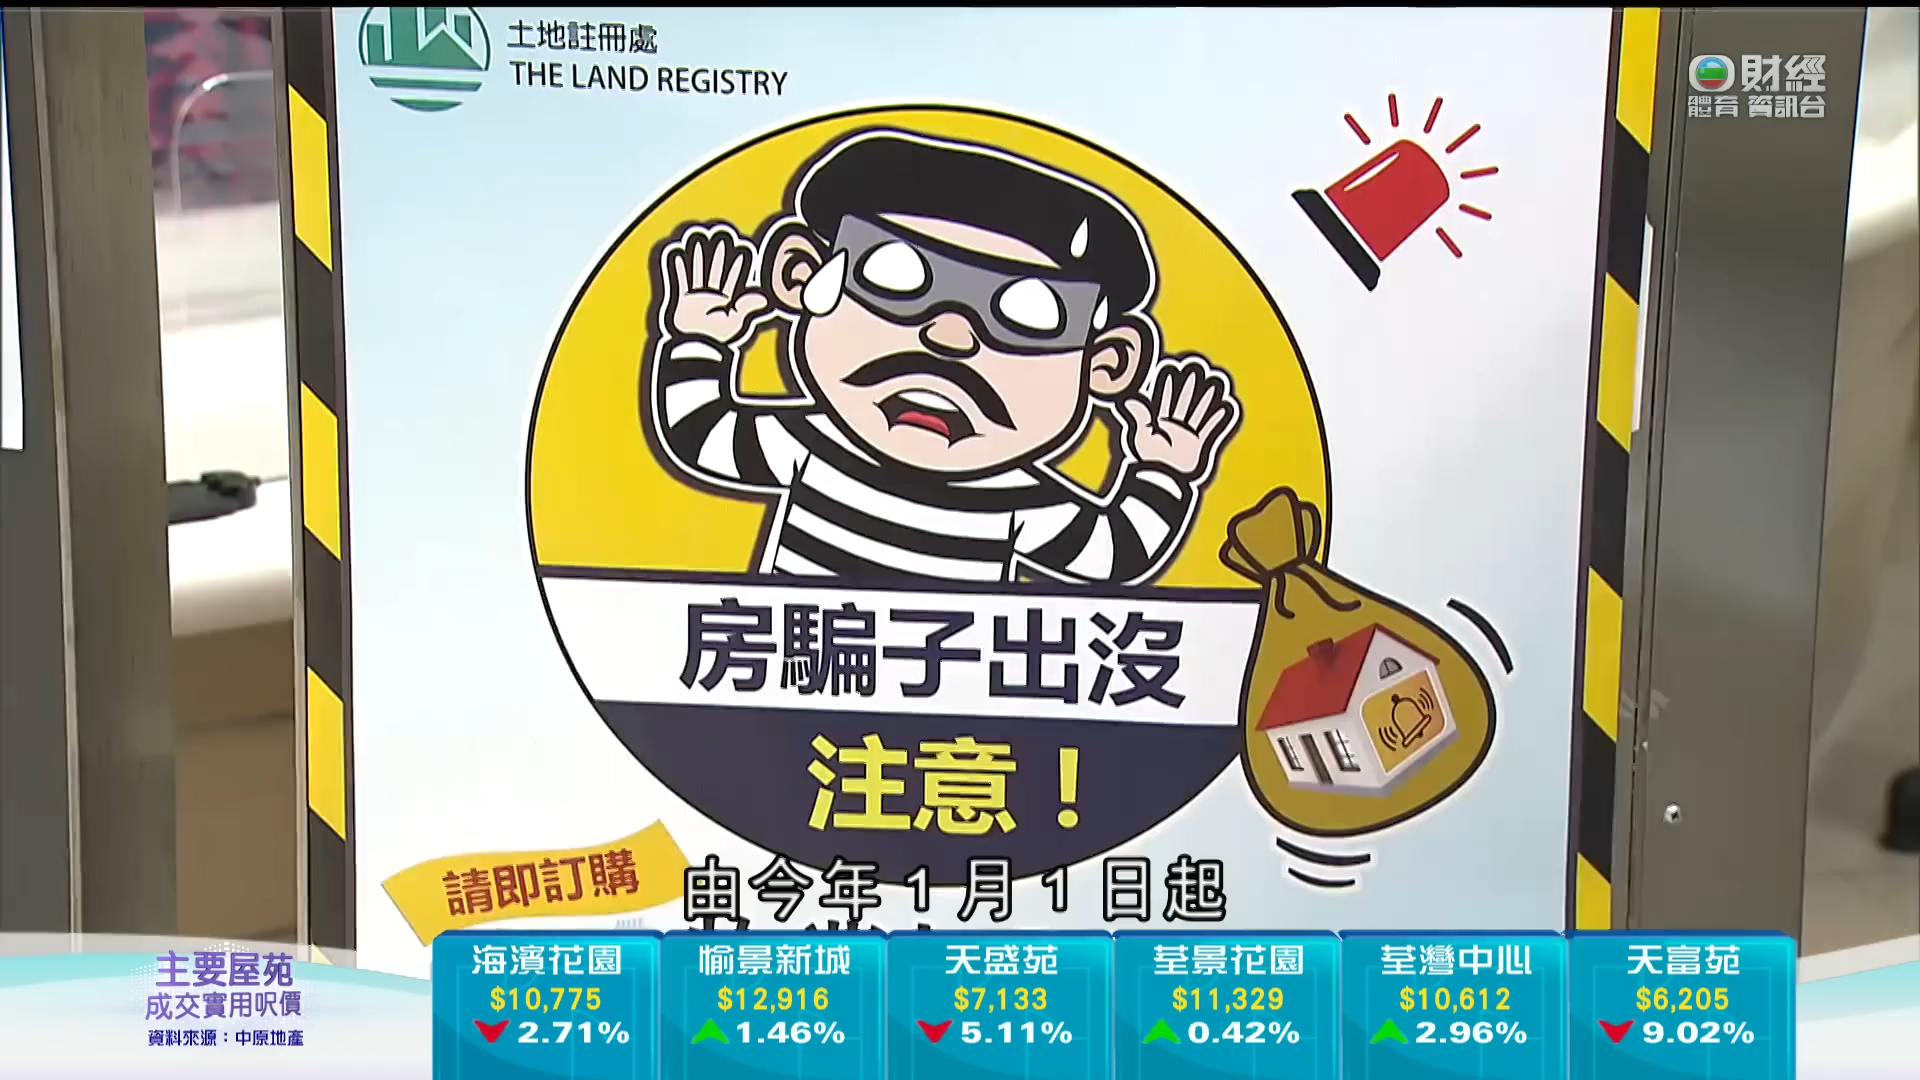 土地註冊處
THE LAND REGISTRY
財經
體育 資訊台
房騙子出沒
注意！
請即訂購
由今年1月1日起
主要屋苑
成交實用呎價
資料來源：中原地產
海濱花園
$10,775
2.71%
愉景新城
$12,916
1.46%
天盛苑
$7,133
5.11%
荃景花園
$11,329
0.42%
荃灣中心
$10,612
2.96%
天富苑
$6,205
9.02%